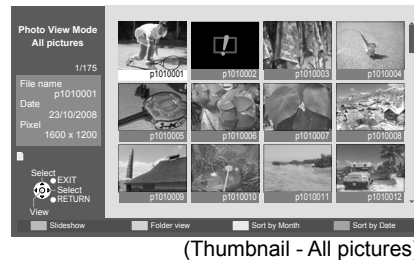 Photo View Mode
All pictures
1/175
File name
p1010001
Date
23/10/2008
Pixel
1600 x 1200
Select
EXIT
Select
RETURN
View
p1010001
p1010002
p1010003
p1010004
p1010005
p1010006
p1010007
p1010008
p1010009
p1010010
p1010011
p1010012
Slideshow
Folder view
Sort by Month
Sort by Date
(Thumbnail - All pictures)